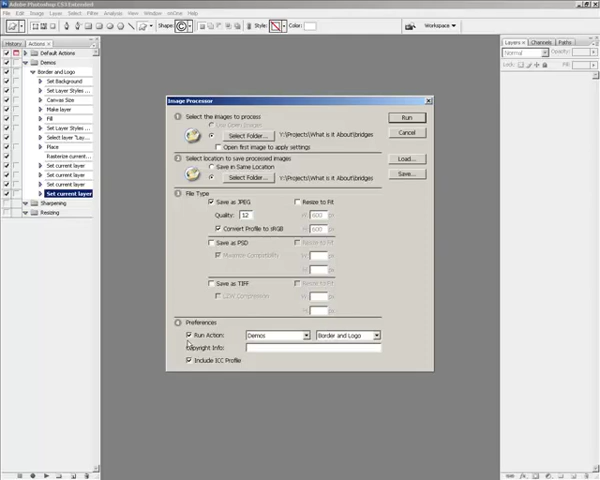 Adobe Photoshop CS3 Extended
File Edit Image Layer Select Filter Analysis View Window onOne Help
Shape: Style: Color: Workspace
History Actions
Default Actions
Demos
Border and Logo
Set Background
Set Layer Styles ...
Canvas Size
Make layer
Fill
Set Layer Styles ...
Select layer "Lay...
Place
Rasterize current...
Set current layer
Set current layer
Set current layer
Set current layer
Sharpening
Resizing
Layers Channels Paths
Normal Opacity:
Lock: Fill:
Image Processor
1 Select the images to process
Use Open Images
Select Folder... Y:\Projects\What is it About\bridges
Open first image to apply settings
2 Select location to save processed images
Save in Same Location
Select Folder... Y:\Projects\What is it About\bridges
3 File Type
Save as JPEG Resize to Fit
Quality: 12 W: 600 px
Convert Profile to sRGB H: 600 px
Save as PSD Resize to Fit
Maximize Compatibility W: px
H: px
Save as TIFF Resize to Fit
LZW Compression W: px
H: px
4 Preferences
Run Action: Demos Border and Logo
Copyright Info:
Include ICC Profile
Run
Cancel
Load...
Save...